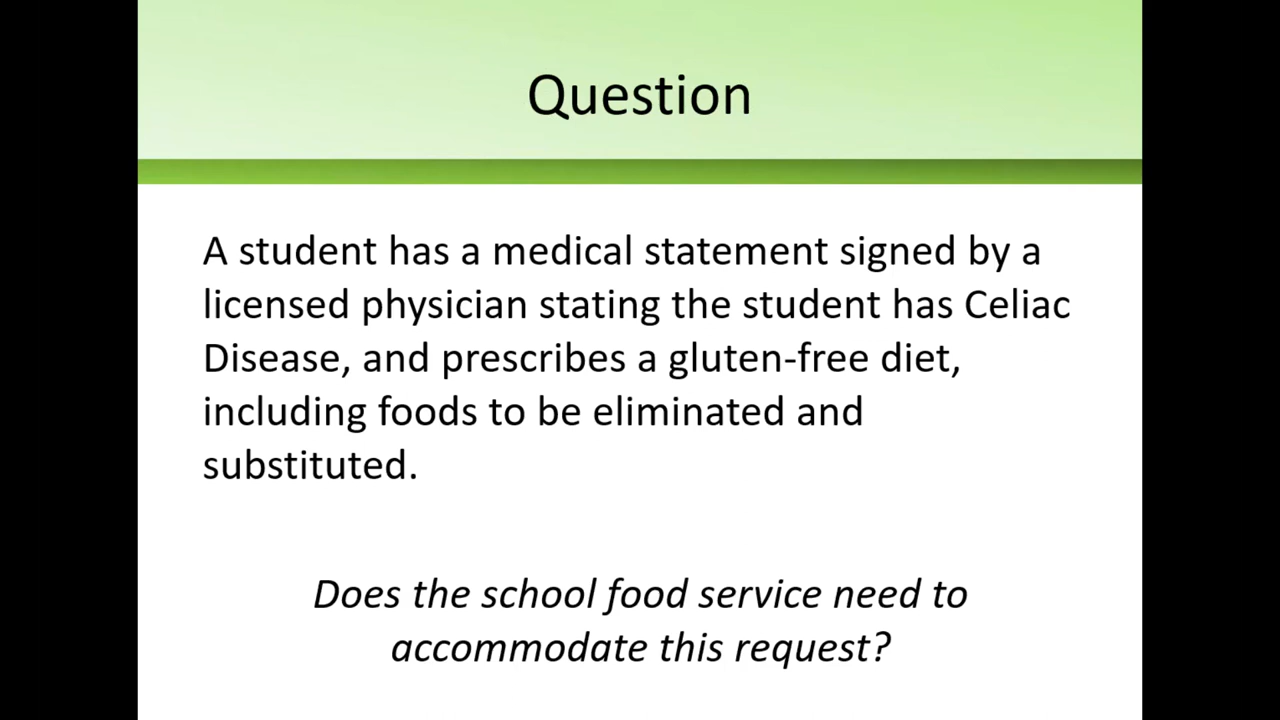 Question
A student has a medical statement signed by a
licensed physician stating the student has Celiac
Disease, and prescribes a gluten-free diet,
including foods to be eliminated and
substituted.
Does the school food service need to
accommodate this request?